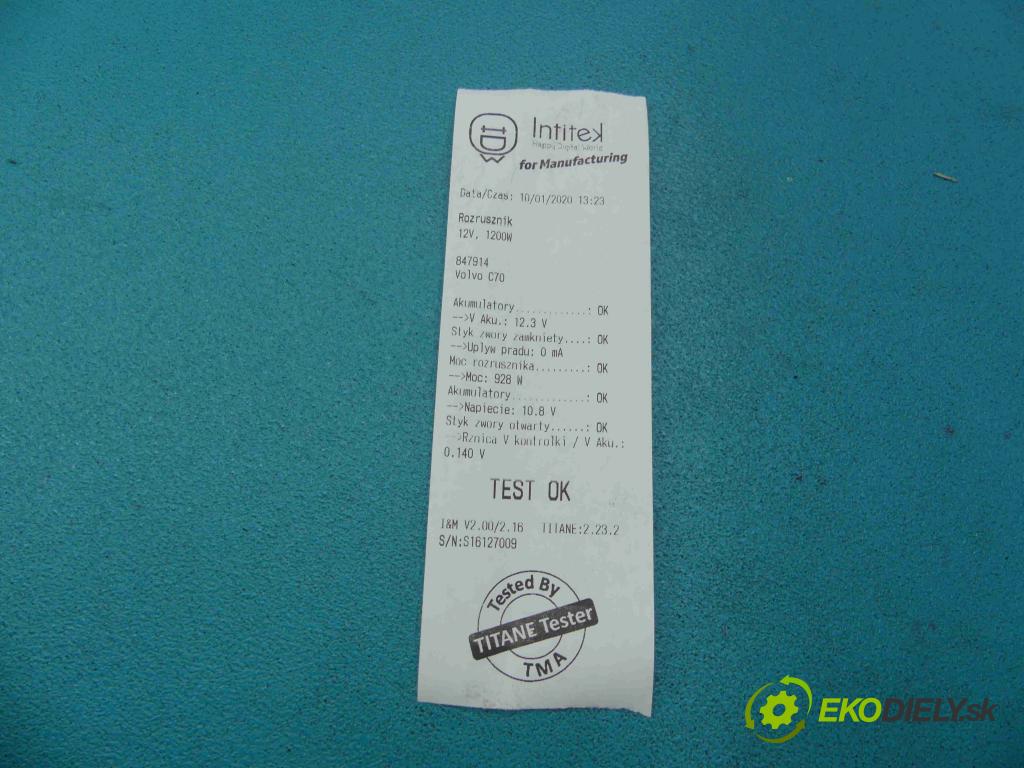 Intitek
Happy Digital World
for Manufacturing
Data/Czas: 10/01/2020 13:23
Rozrusznik
12V, 1200W
847914
Volvo C70
Akumulatory.............: OK
-->V Aku.: 12.3 V
Styk zwory zamkniety....: OK
-->Uplyw pradu: 0 mA
Moc rozrusznika.........: OK
-->Moc: 928 W
Akumulatory.............: OK
-->Napiecie: 10.8 V
Styk zwory otwarty......: OK
-->Rznica V kontrolki / V Aku.:
0.140 V
TEST OK
I&M V2.00/2.16 TITANE:2.23.2
S/N:S16127009
Tested By
TITANE Tester
TMA
EKODIELY.sk